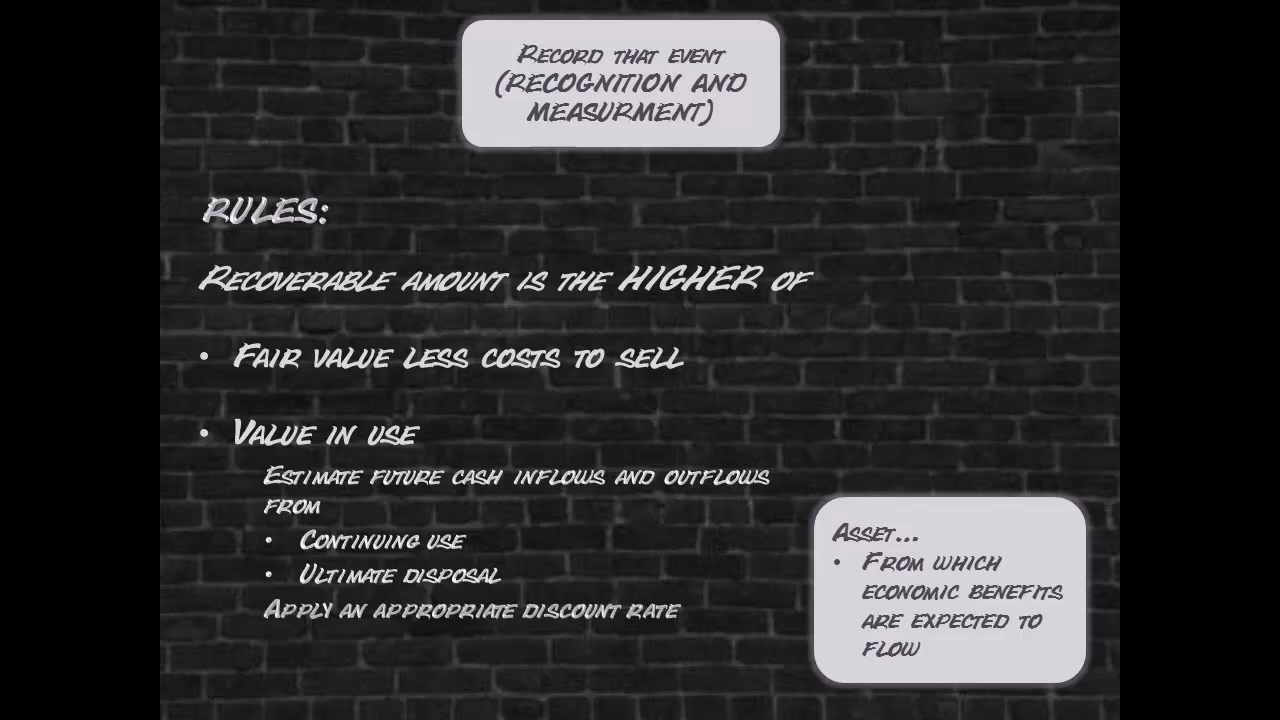 Record that event
(RECOGNITION AND
MEASURMENT)
RULES:
Recoverable amount is the HIGHER of
• Fair value less costs to sell
• Value in use
Estimate future cash inflows and outflows
from
• Continuing use
• Ultimate disposal
Apply an appropriate discount rate
Asset...
• From which
economic benefits
are expected to
flow